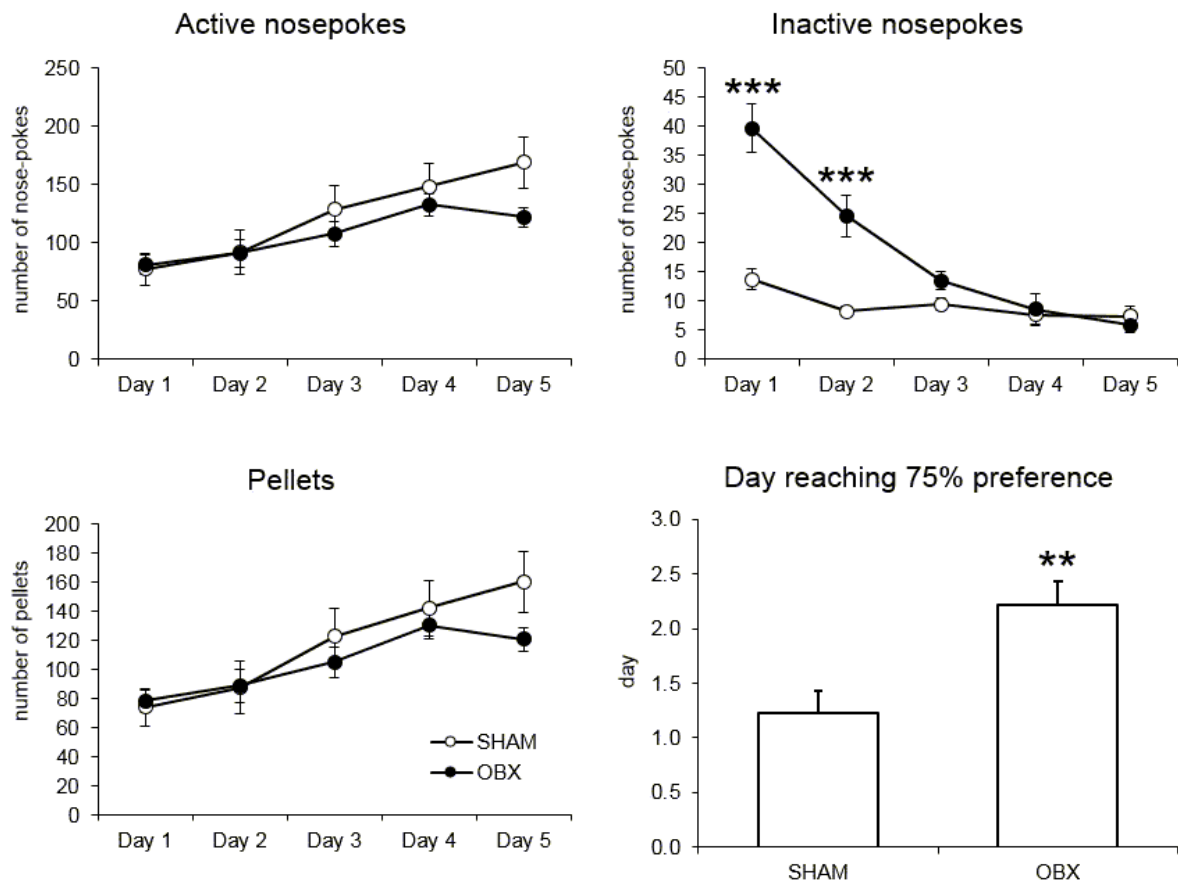 Active nosepokes
number of nose-pokes
250
200
150
100
50
0
Day 1 Day 2 Day 3 Day 4 Day 5
Inactive nosepokes
number of nose-pokes
50
45
40
35
30
25
20
15
10
5
0
***
***
Day 1 Day 2 Day 3 Day 4 Day 5
Pellets
number of pellets
200
180
160
140
120
100
80
60
40
20
0
SHAM
OBX
Day 1 Day 2 Day 3 Day 4 Day 5
Day reaching 75% preference
day
3.0
2.5
2.0
1.5
1.0
0.5
0.0
**
SHAM OBX